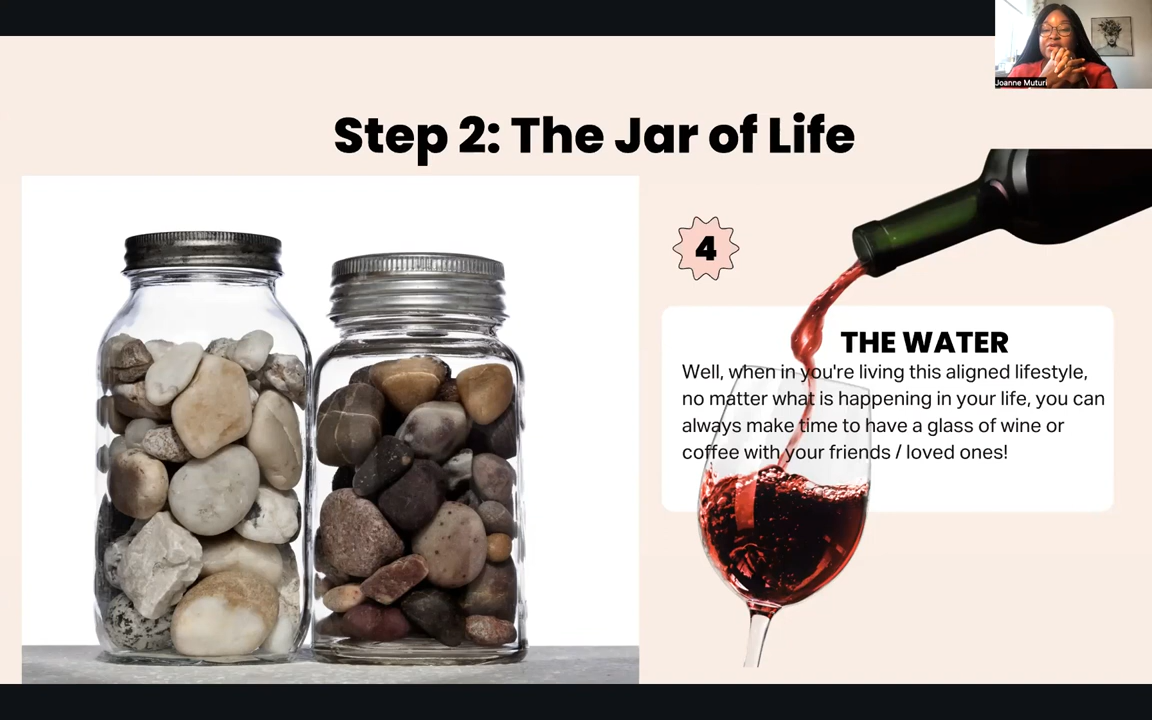 Joanne Muturi
Step 2: The Jar of Life
4
THE WATER
Well, when in you're living this aligned lifestyle,
no matter what is happening in your life, you can
always make time to have a glass of wine or
coffee with your friends / loved ones!